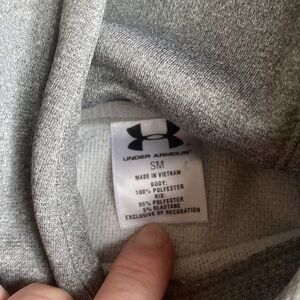 UNDER ARMOUR
SM
MADE IN VIETNAM
BODY:
100% POLYESTER
RIB:
95% POLYESTER
5% ELASTANE
EXCLUSIVE OF DECORATION